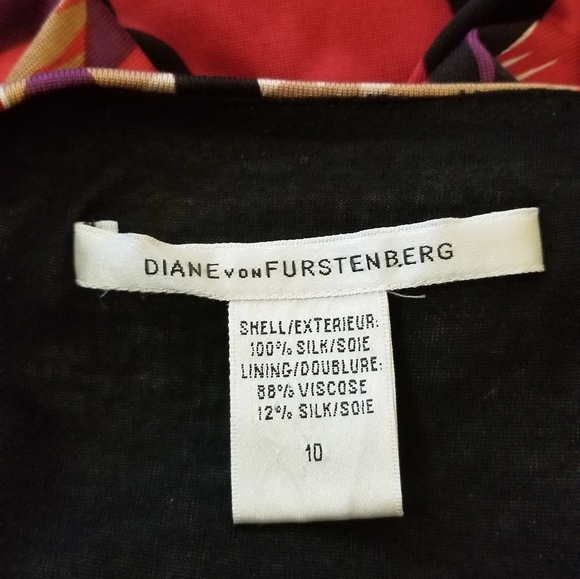 DIANE VON FURSTENBERG
SHELL/EXTERIEUR:
100% SILK/SOIE
LINING/DOUBLURE:
88% VISCOSE
12% SILK/SOIE
10